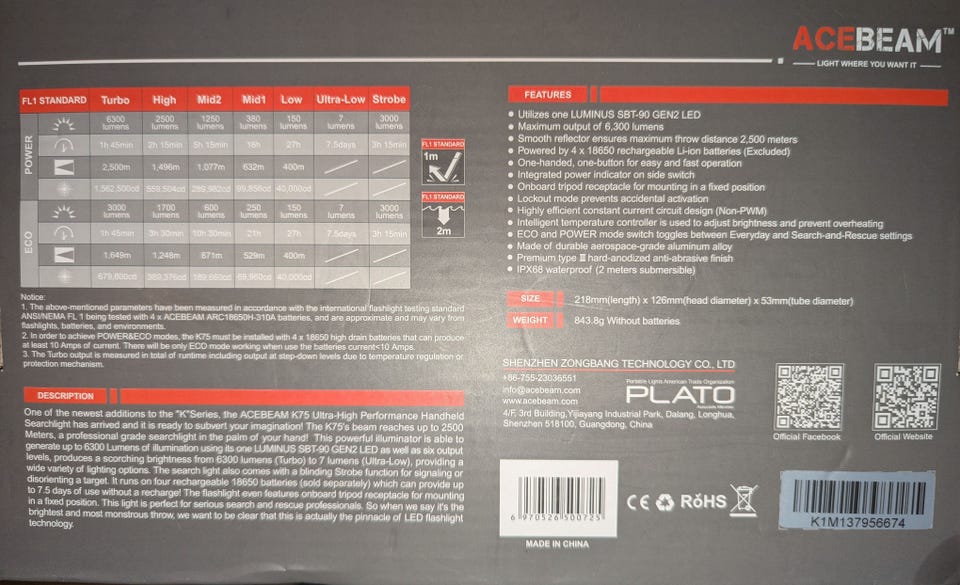 ACEBEAM™
LIGHT WHERE YOU WANT IT
FL1 STANDARD Turbo High Mid2 Mid1 Low Ultra-Low Strobe
POWER
6300 lumens 2500 lumens 1250 lumens 380 lumens 150 lumens 7 lumens 3000 lumens
1h 45min 2h 15min 5h 15min 16h 27h 7.5days 3h 15min
2,500m 1,496m 1,077m 632m 400m
1,562,500cd 559,504cd 289,982cd 99,856cd 40,000cd
ECO
3000 lumens 1700 lumens 600 lumens 250 lumens 150 lumens 7 lumens 3000 lumens
1h 45min 3h 30min 10h 30min 21h 27h 7.5days 3h 15min
1,649m 1,248m 871m 529m 400m
679,800cd 389,376cd 189,660cd 69,960cd 40,000cd
FL1 STANDARD
1m
FL1 STANDARD
2m
Notice:
1. The above-mentioned parameters have been measured in accordance with the international flashlight testing standard
ANSI/NEMA FL 1 being tested with 4 x ACEBEAM ARC18650H-310A batteries, and are approximate and may vary from
flashlights, batteries, and environments.
2. In order to achieve POWER&ECO modes, the K75 must be installed with 4 x 18650 high drain batteries that can produce
at least 10 Amps of current. There will be only ECO mode working when use the batteries current<10 Amps.
3. The Turbo output is measured in total of runtime including output at step-down levels due to temperature regulation or
protection mechanism.
DESCRIPTION
One of the newest additions to the "K"Series, the ACEBEAM K75 Ultra-High Performance Handheld
Searchlight has arrived and it is ready to subvert your imagination! The K75's beam reaches up to 2500
Meters, a professional grade searchlight in the palm of your hand! This powerful illuminator is able to
generate up to 6300 Lumens of illumination using its one LUMINUS SBT-90 GEN2 LED as well as six output
levels, produces a scorching brightness from 6300 lumens (Turbo) to 7 lumens (Ultra-Low), providing a
wide variety of lighting options. The search light also comes with a blinding Strobe function for signaling or
disorienting a target. It runs on four rechargeable 18650 batteries (sold separately) which can provide up
to 7.5 days of use without a recharge! The flashlight even features onboard tripod receptacle for mounting
in a fixed position. This light is perfect for serious search and rescue professionals. So when we say it's the
brightest and most monstrous throw, we want to be clear that this is actually the pinnacle of LED flashlight
technology.
FEATURES
● Utilizes one LUMINUS SBT-90 GEN2 LED
● Maximum output of 6,300 lumens
● Smooth reflector ensures maximum throw distance 2,500 meters
● Powered by 4 x 18650 rechargeable Li-ion batteries (Excluded)
● One-handed, one-button for easy and fast operation
● Integrated power indicator on side switch
● Onboard tripod receptacle for mounting in a fixed position
● Lockout mode prevents accidental activation
● Highly efficient constant current circuit design (Non-PWM)
● Intelligent temperature controller is used to adjust brightness and prevent overheating
● ECO and POWER mode switch toggles between Everyday and Search-and-Rescue settings
● Made of durable aerospace-grade aluminum alloy
● Premium type Ⅲ hard-anodized anti-abrasive finish
● IPX68 waterproof (2 meters submersible)
SIZE 218mm(length) x 126mm(head diameter) x 53mm(tube diameter)
WEIGHT 843.8g Without batteries
SHENZHEN ZONGBANG TECHNOLOGY CO., LTD
+86-755-23036551
info@acebeam.com
www.acebeam.com
4/F, 3rd Building,Yijiayang Industrial Park, Dalang, Longhua,
Shenzhen 518100, Guangdong, China
Portable Lights American Trade Organization
PLATO
Associate Member
Official Facebook
Official Website
6 970526 500725
MADE IN CHINA
CE RoHS
K1M137956674